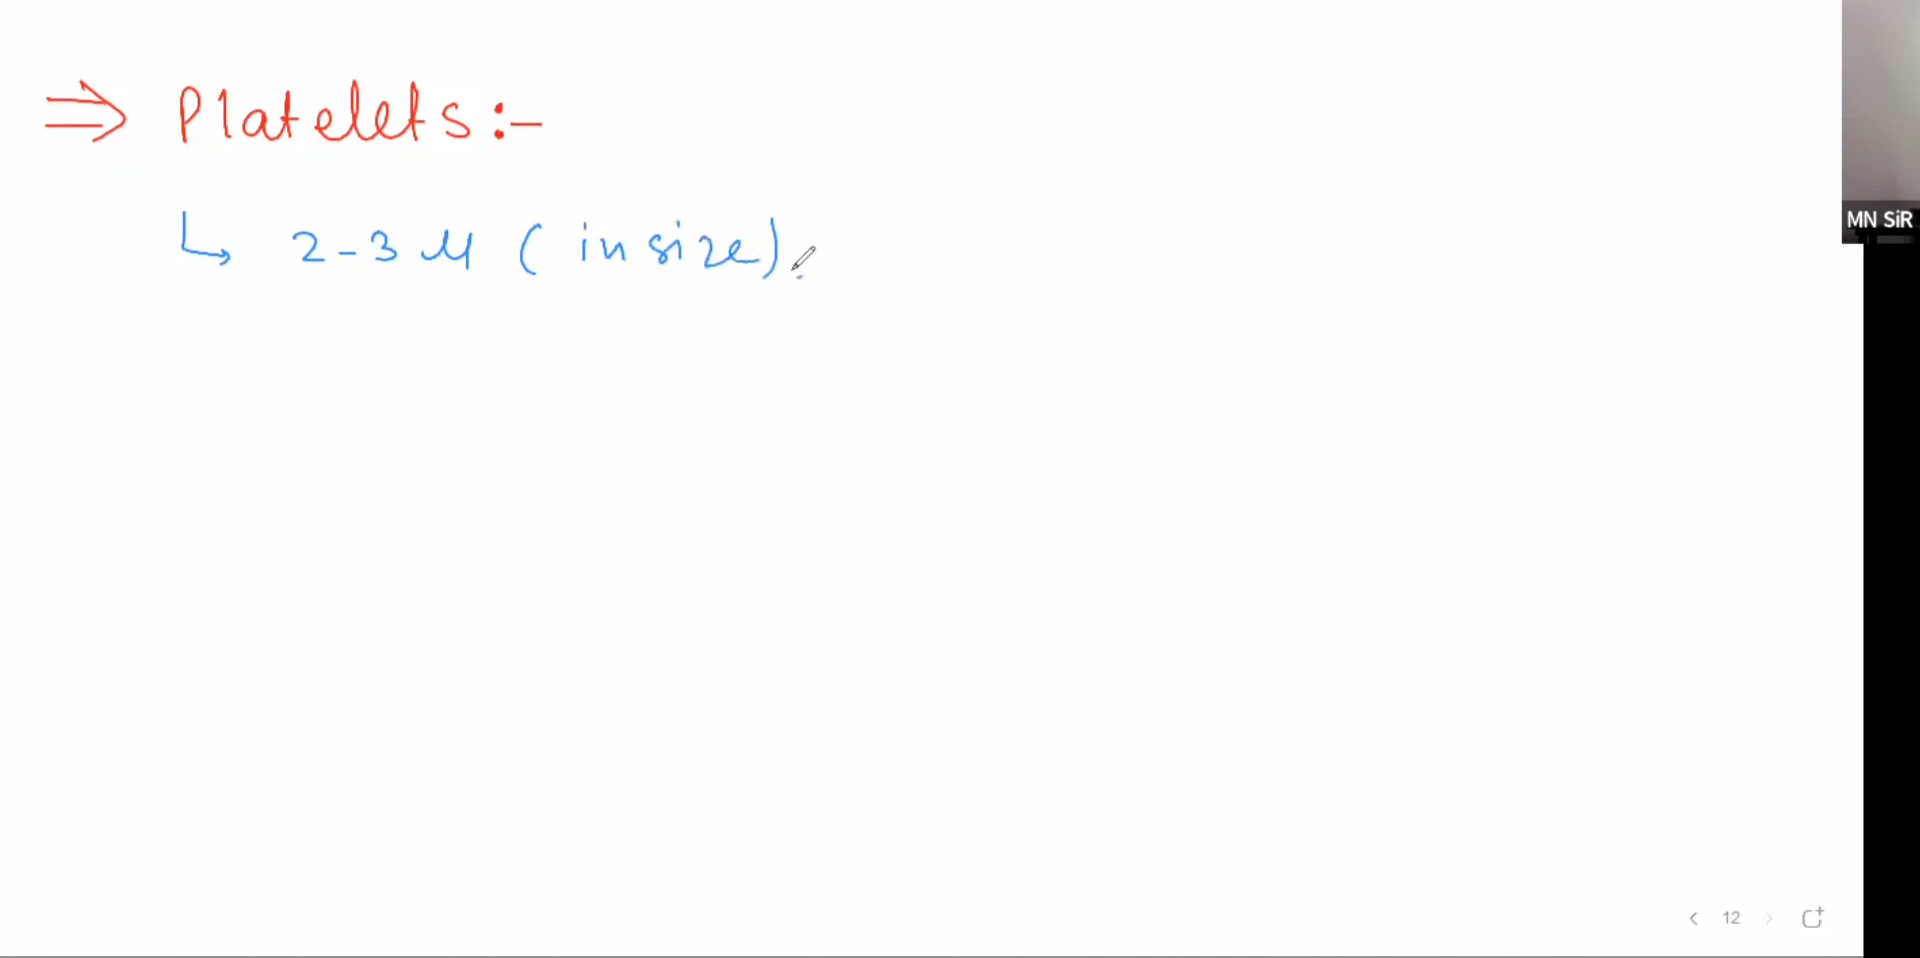 ⇒ Platelets:-
↳ 2-3 μ (in size).
MN SiR
< 12 >